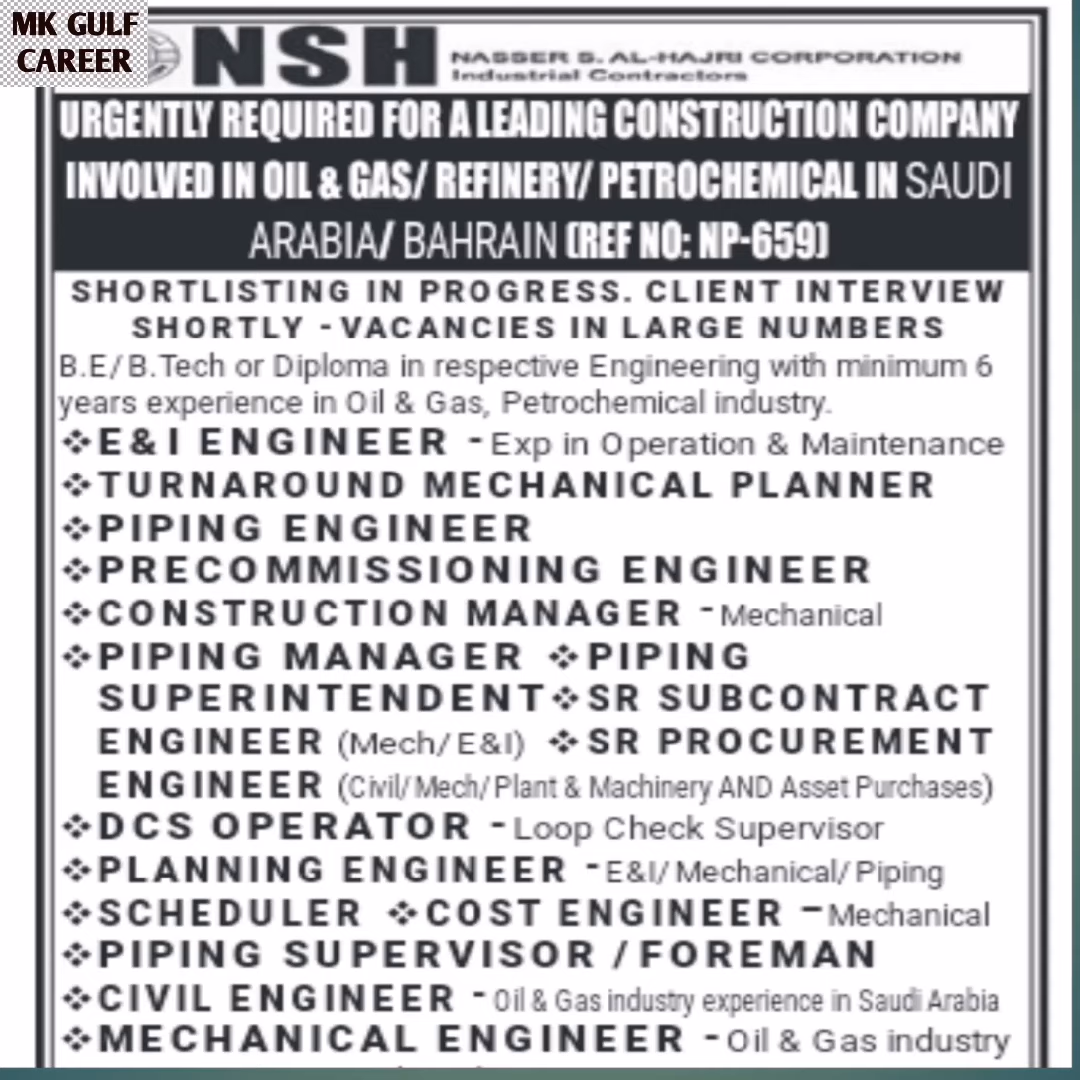 MK GULF
CAREER
NSH
NASSER S. AL-HAJRI CORPORATION
Industrial Contractors
URGENTLY REQUIRED FOR A LEADING CONSTRUCTION COMPANY
INVOLVED IN OIL & GAS/ REFINERY/ PETROCHEMICAL IN SAUDI
ARABIA/ BAHRAIN (REF NO: NP-659)
SHORTLISTING IN PROGRESS. CLIENT INTERVIEW
SHORTLY - VACANCIES IN LARGE NUMBERS
B.E/ B.Tech or Diploma in respective Engineering with minimum 6
years experience in Oil & Gas, Petrochemical industry.
❖E&I ENGINEER - Exp in Operation & Maintenance
❖TURNAROUND MECHANICAL PLANNER
❖PIPING ENGINEER
❖PRECOMMISSIONING ENGINEER
❖CONSTRUCTION MANAGER - Mechanical
❖PIPING MANAGER ❖PIPING
SUPERINTENDENT❖SR SUBCONTRACT
ENGINEER (Mech/ E&I) ❖SR PROCUREMENT
ENGINEER (Civil/ Mech/ Plant & Machinery AND Asset Purchases)
❖DCS OPERATOR - Loop Check Supervisor
❖PLANNING ENGINEER - E&I/ Mechanical/ Piping
❖SCHEDULER ❖COST ENGINEER – Mechanical
❖PIPING SUPERVISOR / FOREMAN
❖CIVIL ENGINEER - Oil & Gas industry experience in Saudi Arabia
❖MECHANICAL ENGINEER - Oil & Gas industry